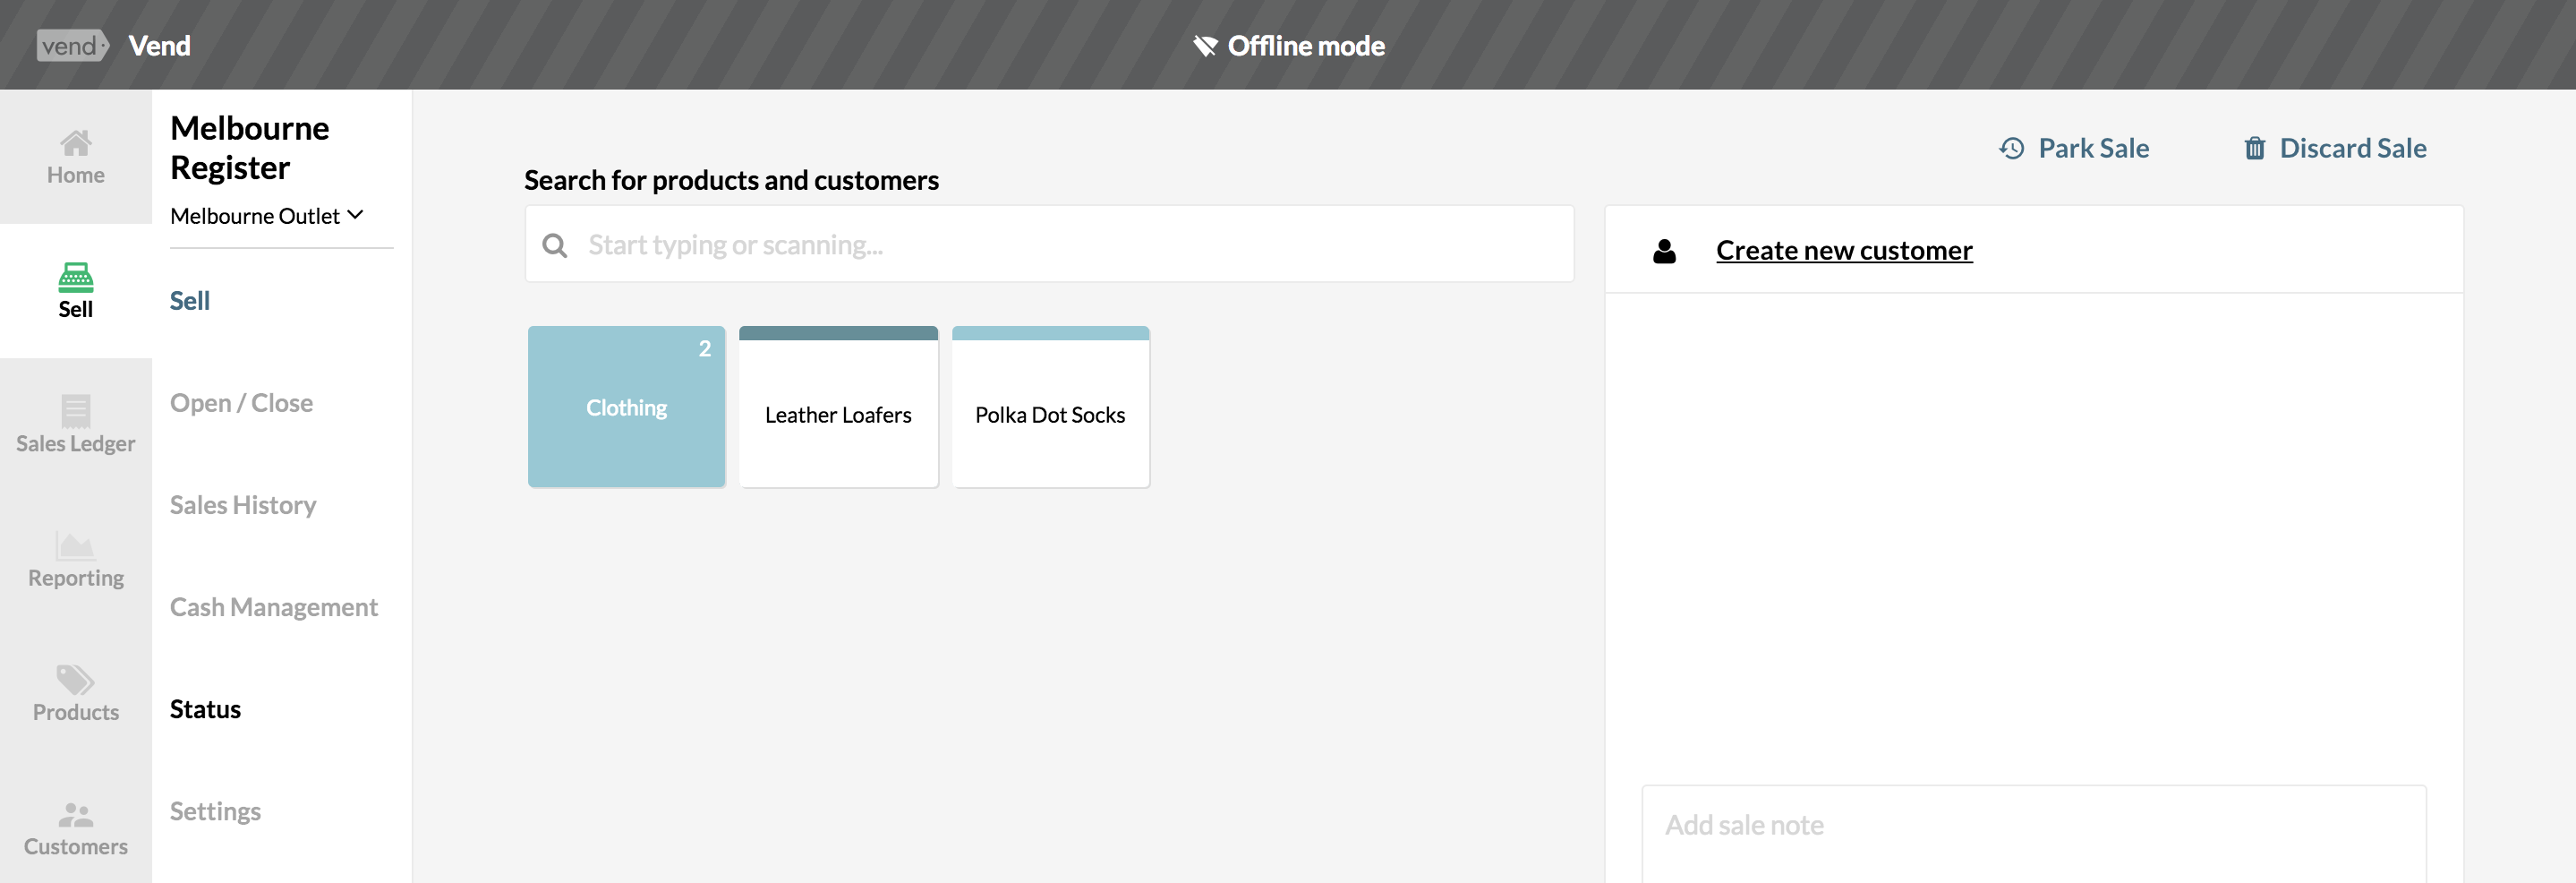 vend
Vend
Offline mode
Home
Sell
Sales Ledger
Reporting
Products
Customers
Melbourne
Register
Melbourne Outlet
Sell
Open / Close
Sales History
Cash Management
Status
Settings
Park Sale
Discard Sale
Search for products and customers
Start typing or scanning...
2
Clothing
Leather Loafers
Polka Dot Socks
Create new customer
Add sale note